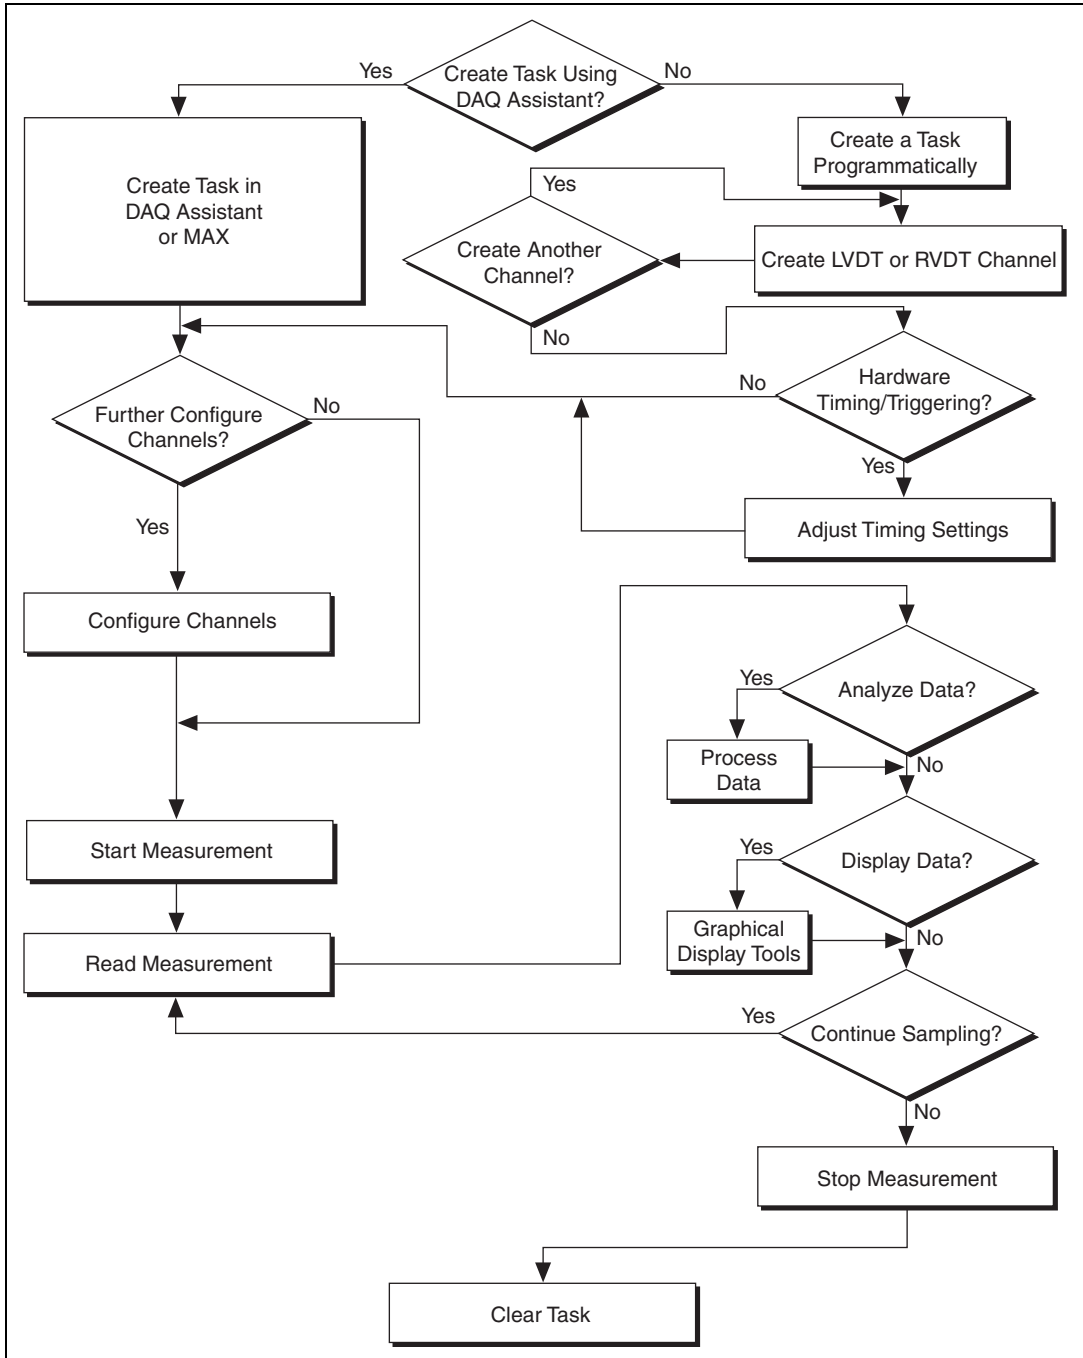 Create Task Using
DAQ Assistant?
Yes
No
Create Task in
DAQ Assistant
or MAX
Create a Task
Programmatically
Yes
Create Another
Channel?
Create LVDT or RVDT Channel
No
Hardware
Timing/Triggering?
No
Yes
Further Configure
Channels?
No
Yes
Adjust Timing Settings
Configure Channels
Analyze Data?
Yes
Process
Data
No
Start Measurement
Display Data?
Yes
Graphical
Display Tools
No
Read Measurement
Continue Sampling?
Yes
No
Stop Measurement
Clear Task